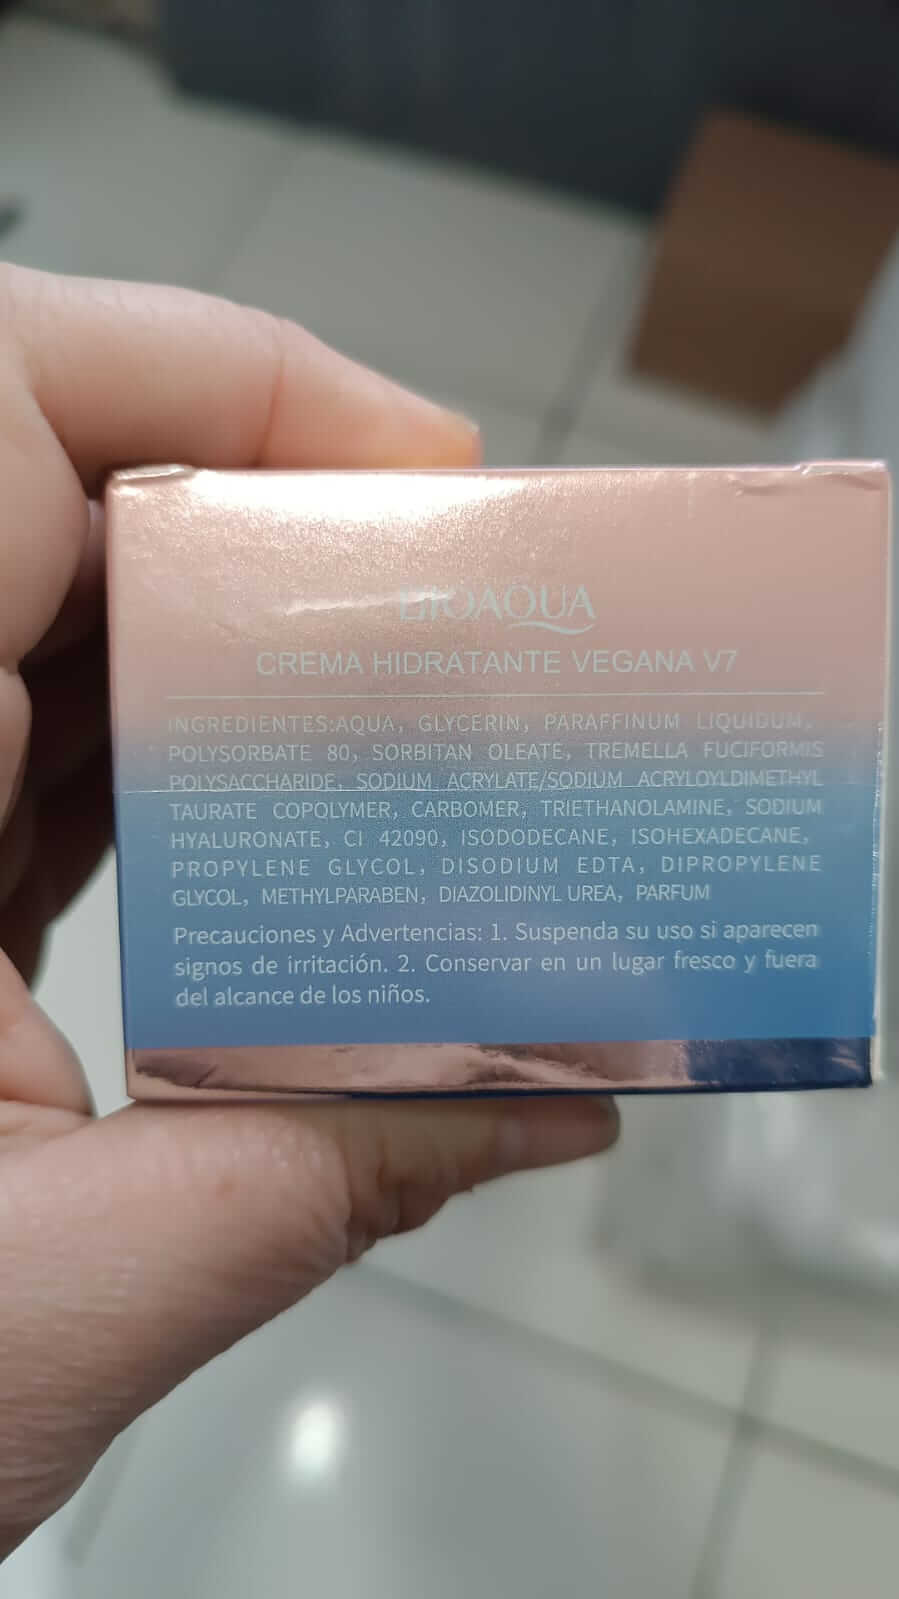 BIOAQUA
CREMA HIDRATANTE VEGANA V7
INGREDIENTES:AQUA, GLYCERIN, PARAFFINUM LIQUIDUM,
POLYSORBATE 80, SORBITAN OLEATE, TREMELLA FUCIFORMIS
POLYSACCHARIDE, SODIUM ACRYLATE/SODIUM ACRYLOYLDIMETHYL
TAURATE COPOLYMER, CARBOMER, TRIETHANOLAMINE, SODIUM
HYALURONATE, CI 42090, ISODODECANE, ISOHEXADECANE,
PROPYLENE GLYCOL, DISODIUM EDTA, DIPROPYLENE
GLYCOL, METHYLPARABEN, DIAZOLIDINYL UREA, PARFUM
Precauciones y Advertencias: 1. Suspenda su uso si aparecen
signos de irritación. 2. Conservar en un lugar fresco y fuera
del alcance de los niños.